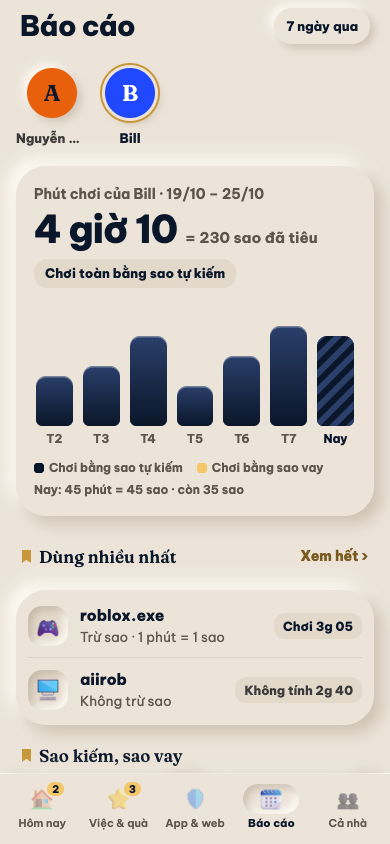 Báo cáo
7 ngày qua
A
B
Nguyễn ...
Bill
Phút chơi của Bill · 19/10 – 25/10
4 giờ 10 = 230 sao đã tiêu
Chơi toàn bằng sao tự kiếm
T2 T3 T4 T5 T6 T7 Nay
Chơi bằng sao tự kiếm Chơi bằng sao vay
Nay: 45 phút = 45 sao · còn 35 sao
Dùng nhiều nhất
Xem hết ›
roblox.exe
Trừ sao · 1 phút = 1 sao
Chơi 3g 05
aiirob
Không trừ sao
Không tính 2g 40
Sao kiếm, sao vay
2
3
Hôm nay
Việc & quà
App & web
Báo cáo
Cả nhà